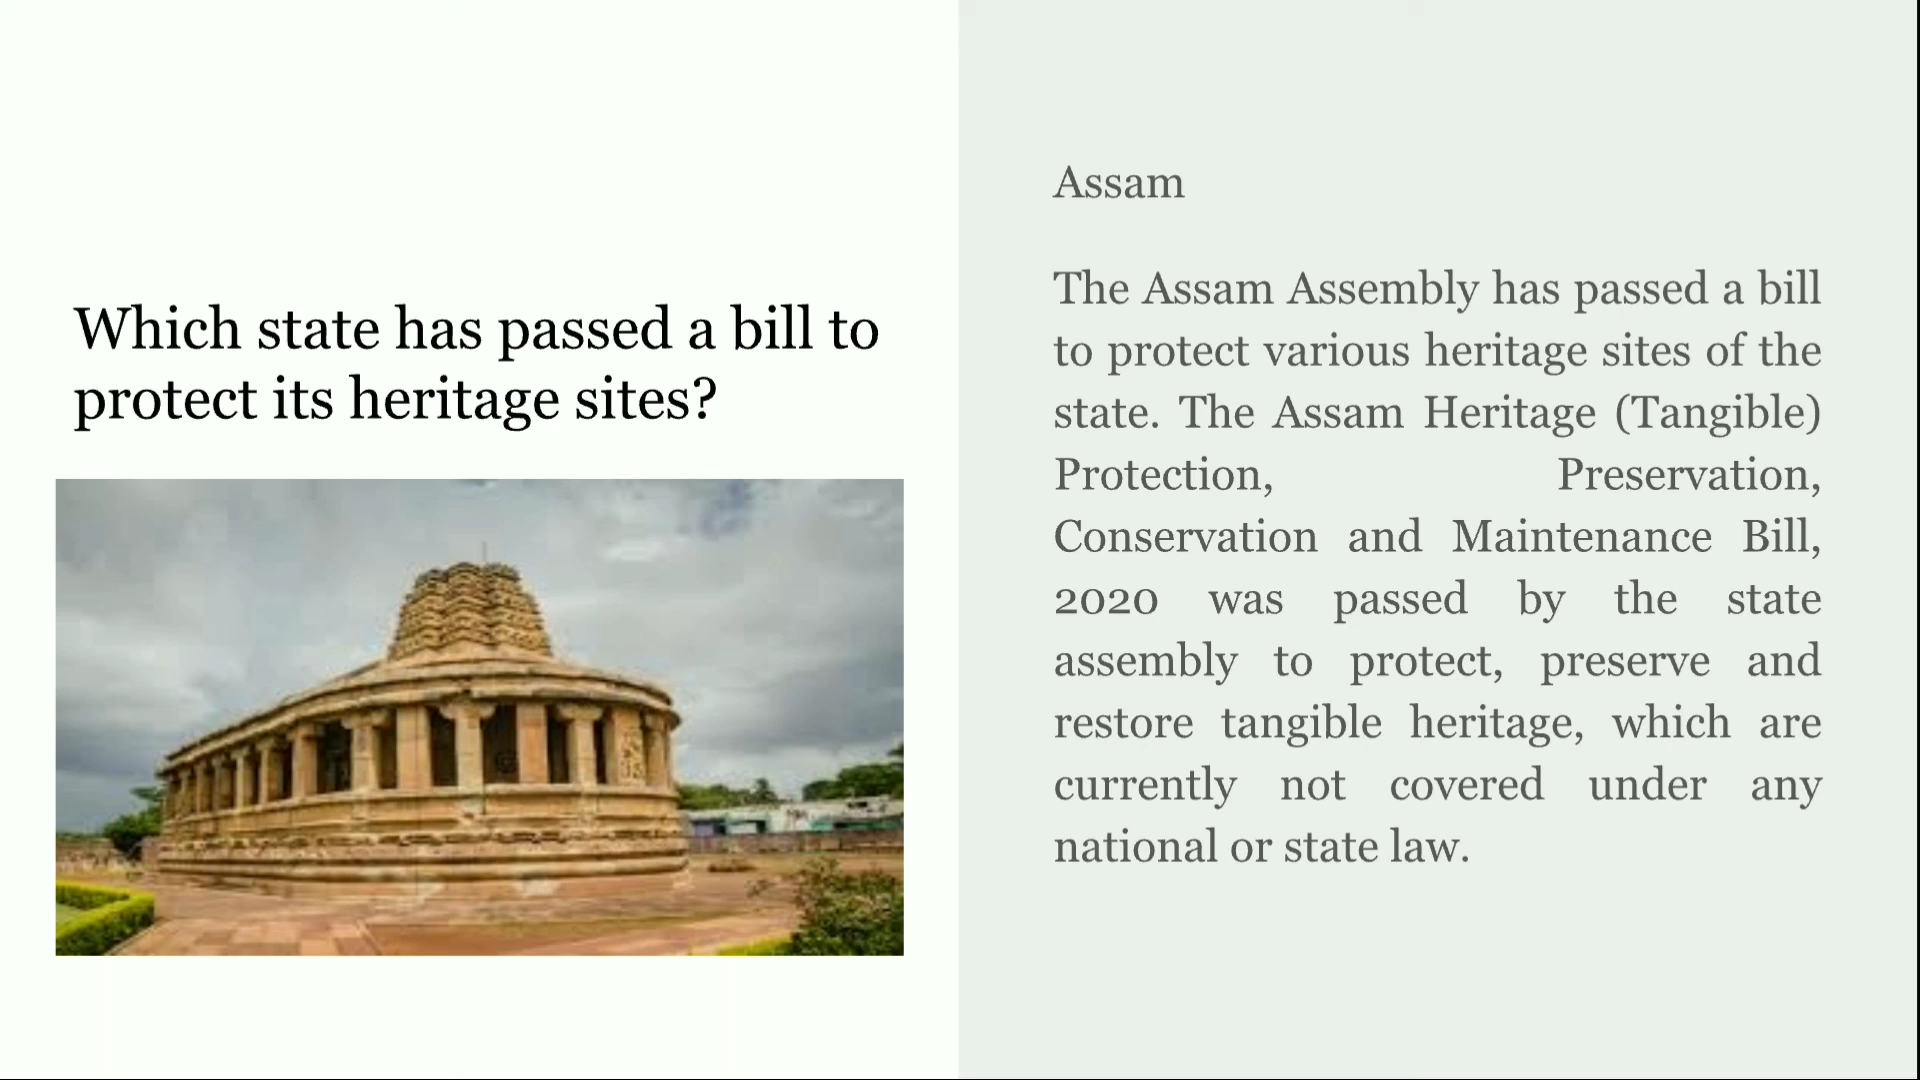 Which state has passed a bill to
protect its heritage sites?
Assam
The Assam Assembly has passed a bill
to protect various heritage sites of the
state. The Assam Heritage (Tangible)
Protection, Preservation,
Conservation and Maintenance Bill,
2020 was passed by the state
assembly to protect, preserve and
restore tangible heritage, which are
currently not covered under any
national or state law.